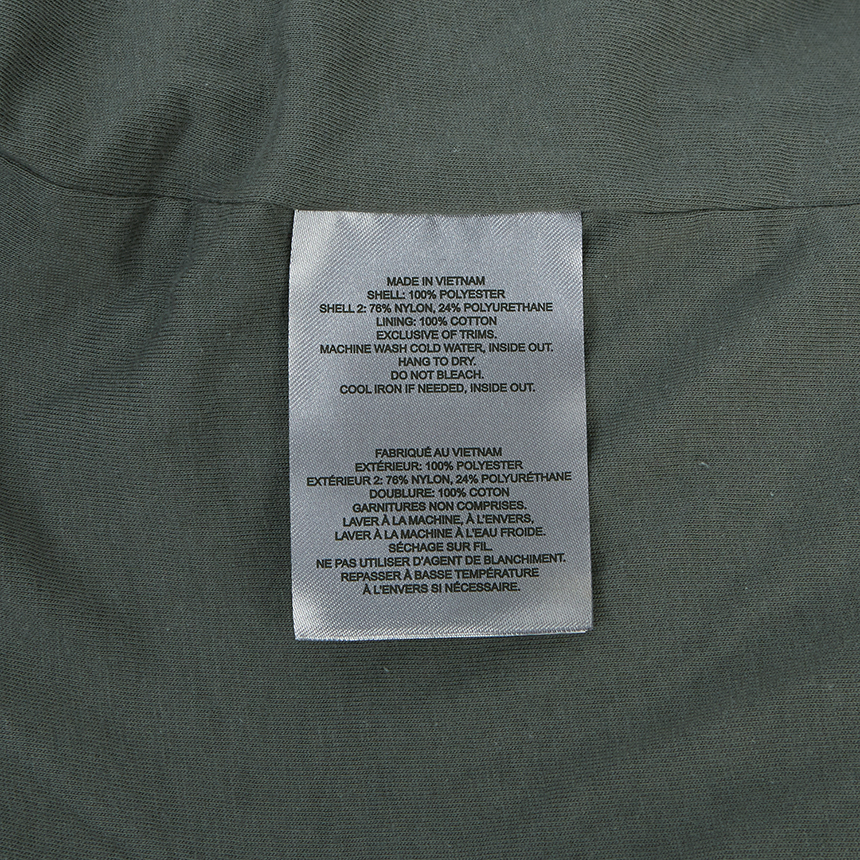 MADE IN VIETNAM
SHELL: 100% POLYESTER
SHELL 2: 76% NYLON, 24% POLYURETHANE
LINING: 100% COTTON
EXCLUSIVE OF TRIMS.
MACHINE WASH COLD WATER, INSIDE OUT.
HANG TO DRY.
DO NOT BLEACH.
COOL IRON IF NEEDED, INSIDE OUT.
FABRIQUÉ AU VIETNAM
EXTÉRIEUR: 100% POLYESTER
EXTÉRIEUR 2: 76% NYLON, 24% POLYURÉTHANE
DOUBLURE: 100% COTON
GARNITURES NON COMPRISES.
LAVER À LA MACHINE, À L'ENVERS,
LAVER À LA MACHINE À L'EAU FROIDE.
SÉCHAGE SUR FIL.
NE PAS UTILISER D'AGENT DE BLANCHIMENT.
REPASSER À BASSE TEMPÉRATURE
À L'ENVERS SI NÉCESSAIRE.